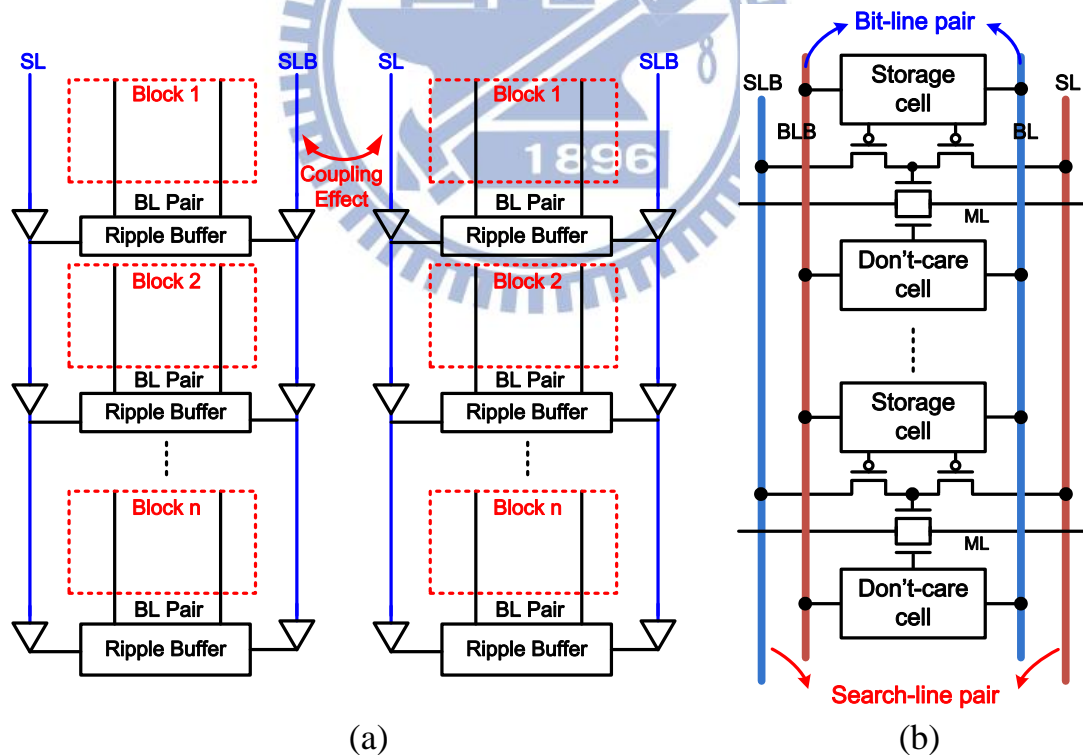 SL
SLB
SL
SLB
Block 1
Block 1
Coupling
Effect
1896
8
BL Pair
BL Pair
Ripple Buffer
Ripple Buffer
Block 2
Block 2
BL Pair
BL Pair
Ripple Buffer
Ripple Buffer
Block n
Block n
BL Pair
BL Pair
Ripple Buffer
Ripple Buffer
(a)
Bit-line pair
SLB
SL
Storage
cell
BLB
BL
ML
Don't-care
cell
Storage
cell
ML
Don't-care
cell
Search-line pair
(b)